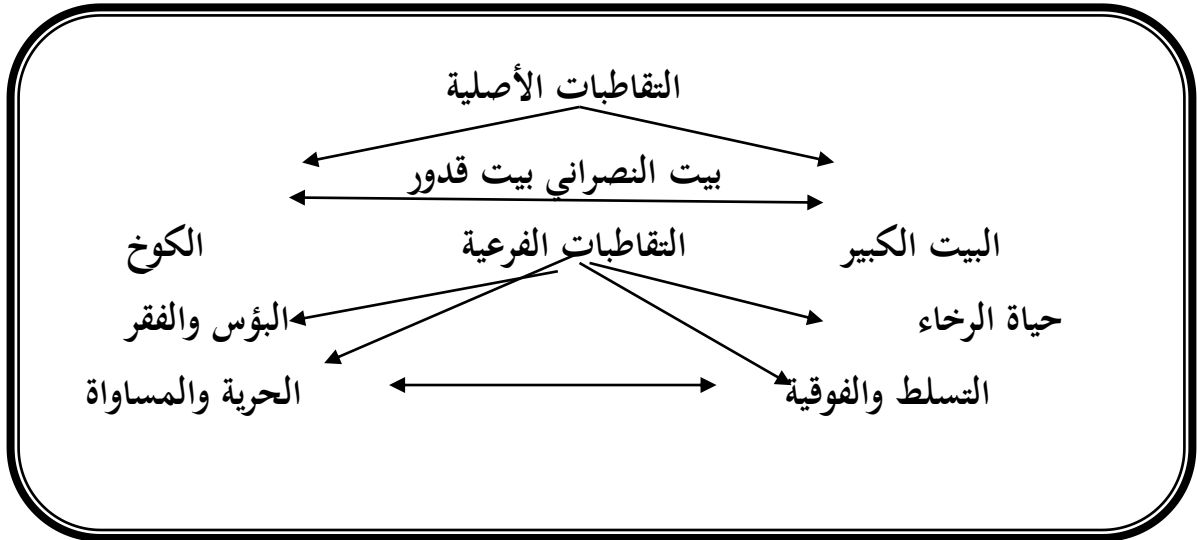 التقاطبات الأصلية
بيت النصراني بيت قدور
البيت الكبير التقاطبات الفرعية الكوخ
حياة الرخاء البؤس والفقر
التسلط والفوقية الحرية والمساواة